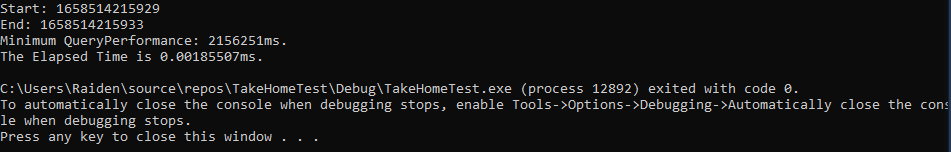 Start: 1658514215929
End: 1658514215933
Minimum QueryPerformance: 2156251ms.
The Elapsed Time is 0.00185507ms.
C:\Users\Raiden\source\repos\TakeHomeTest\Debug\TakeHomeTest.exe (process 12892) exited with code 0.
To automatically close the console when debugging stops, enable Tools->Options->Debugging->Automatically close the cons
le when debugging stops.
Press any key to close this window . . .